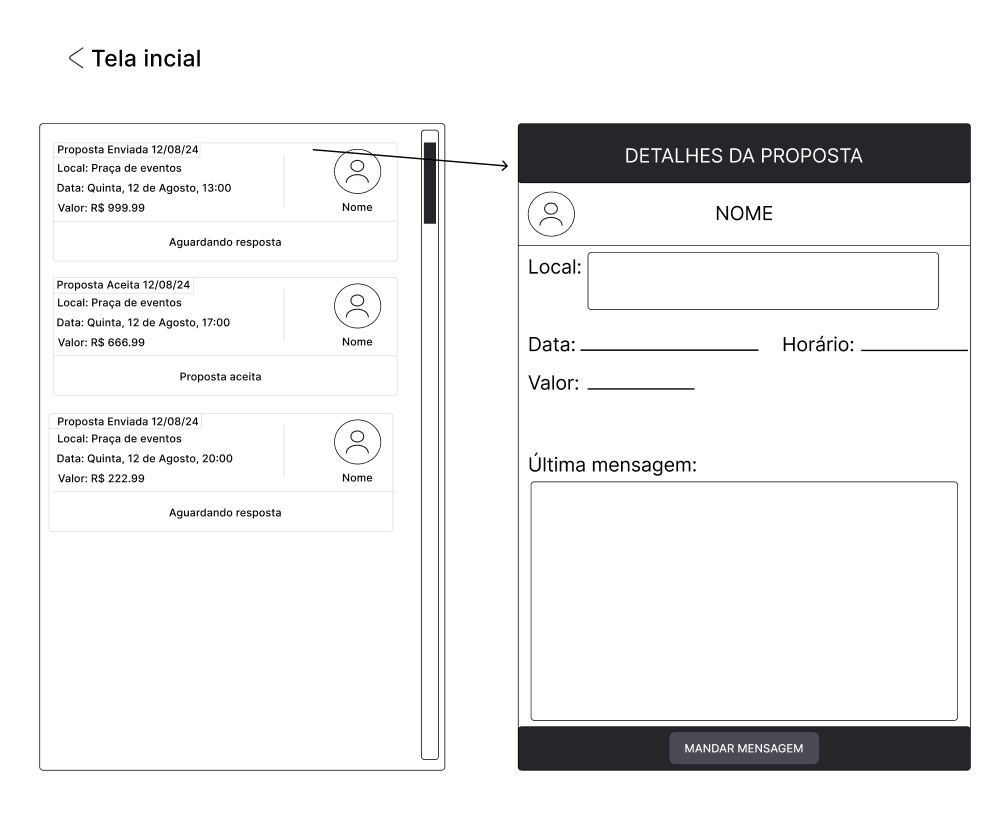 Tela incial
Proposta Enviada 12/08/24
Local: Praça de eventos
Data: Quinta, 12 de Agosto, 13:00
Valor: R$ 999.99
Nome
Aguardando resposta
Proposta Aceita 12/08/24
Local: Praça de eventos
Data: Quinta, 12 de Agosto, 17:00
Valor: R$ 666.99
Nome
Proposta aceita
Proposta Enviada 12/08/24
Local: Praça de eventos
Data: Quinta, 12 de Agosto, 20:00
Valor: R$ 222.99
Nome
Aguardando resposta
DETALHES DA PROPOSTA
NOME
Local:
Data: Horário:
Valor:
Última mensagem:
MANDAR MENSAGEM